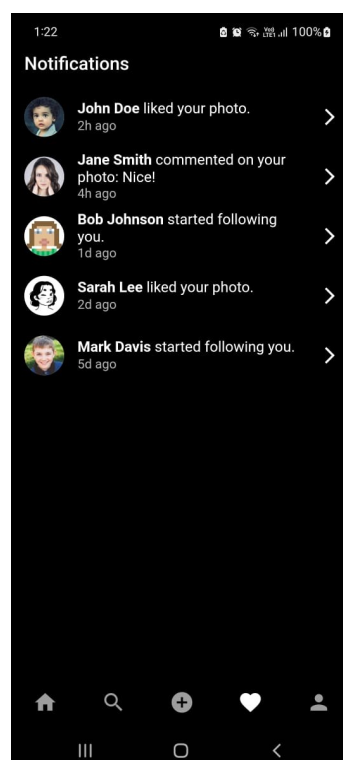 1:22
Vo)) LTE1 100%
Notifications
John Doe liked your photo.
2h ago
Jane Smith commented on your
photo: Nice!
4h ago
Bob Johnson started following
you.
1d ago
Sarah Lee liked your photo.
2d ago
Mark Davis started following you.
5d ago